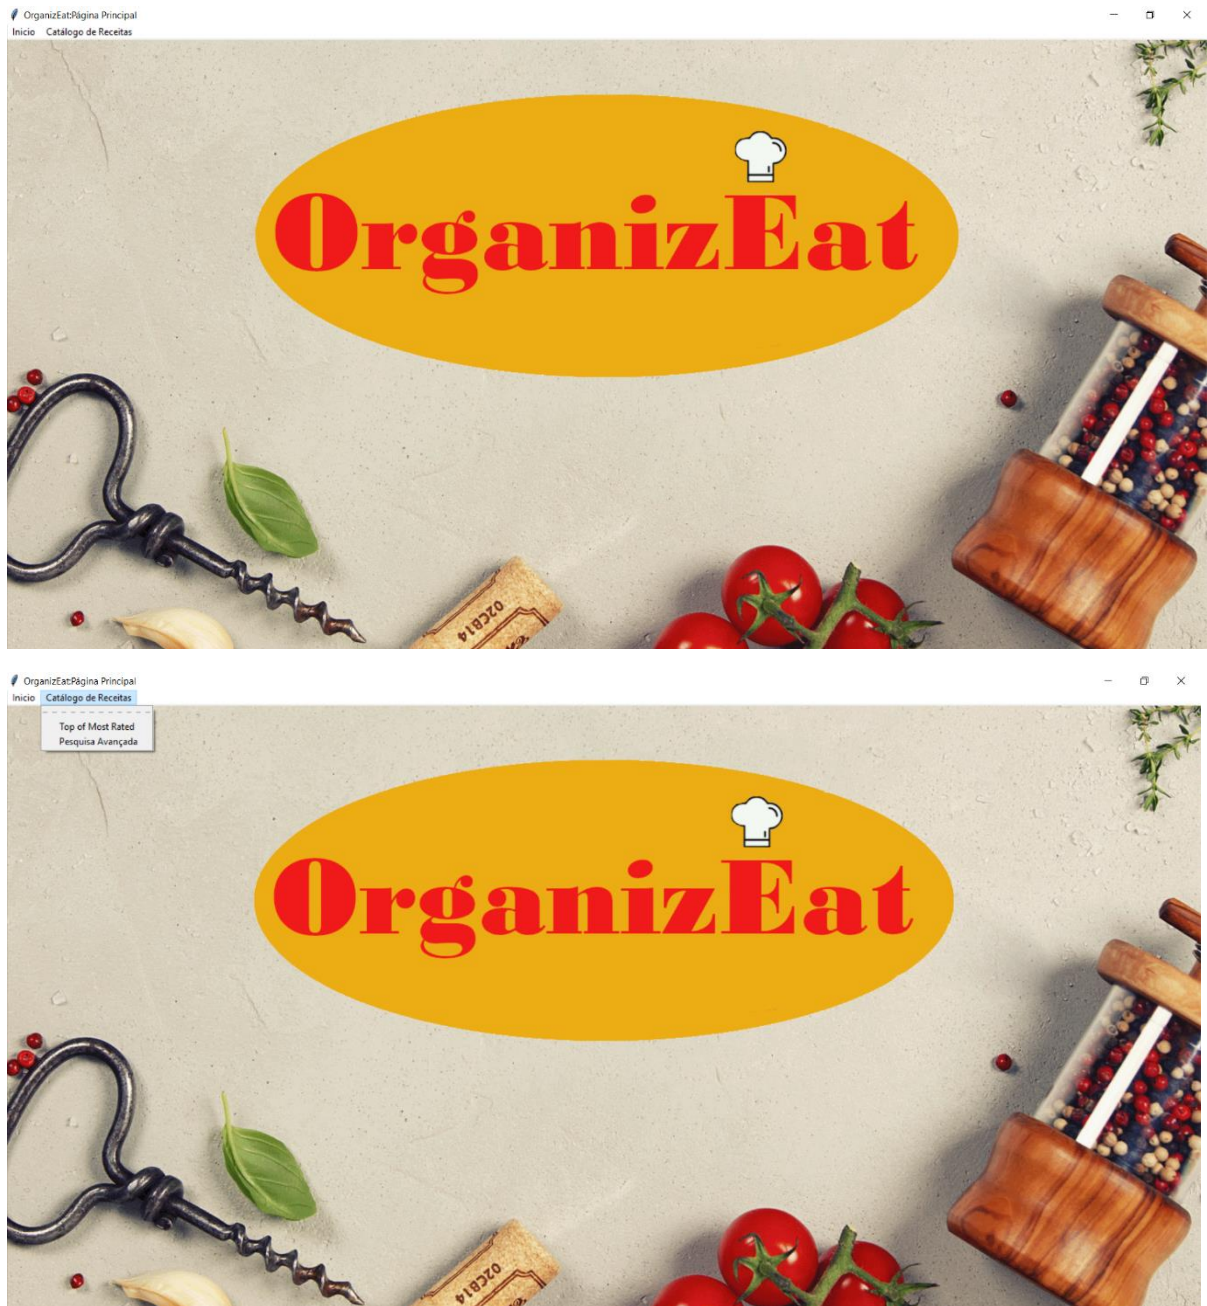 OrganizEat:Página Principal
Inicio Catálogo de Receitas
OrganizEat
02CB14
OrganizEat:Página Principal
Inicio Catálogo de Receitas
Top of Most Rated
Pesquisa Avançada
OrganizEat
02CB14